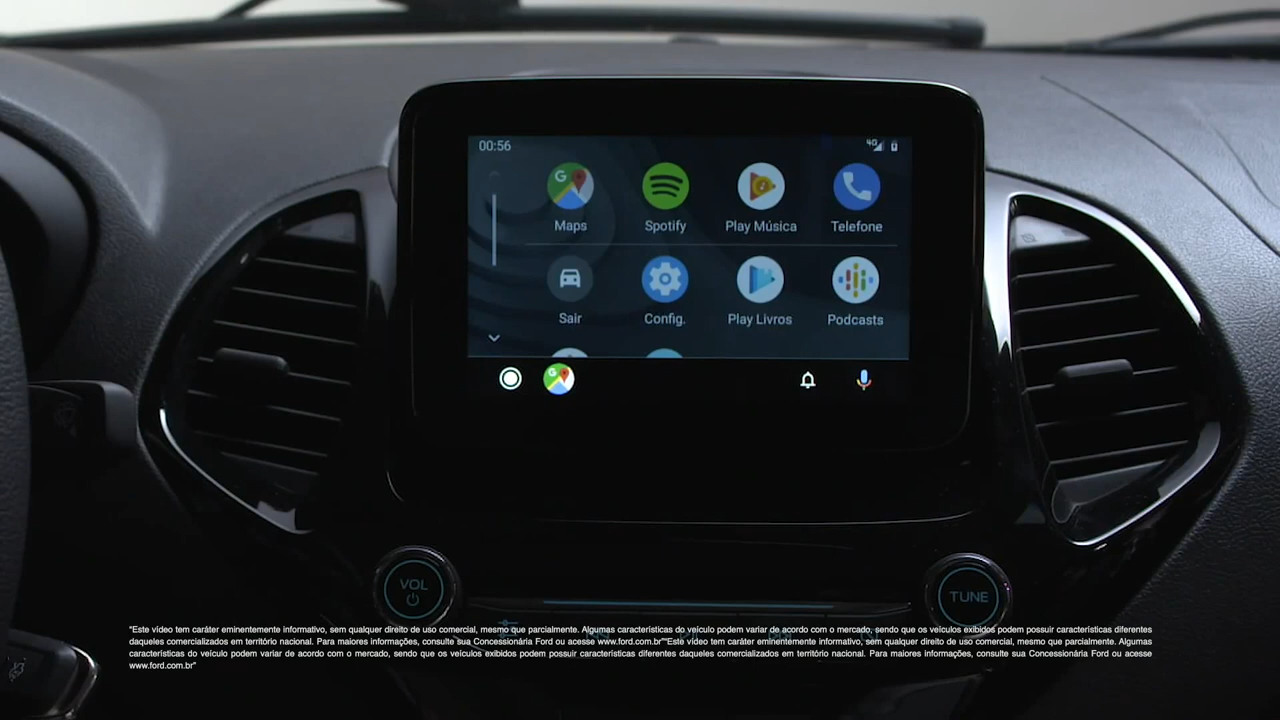 00:56
4G
G
Maps
Spotify
Play Música
Telefone
Sair
Config.
Play Livros
Podcasts
G
VOL
TUNE
"Este vídeo tem caráter eminentemente informativo, sem qualquer direito de uso comercial, mesmo que parcialmente. Algumas características do veículo podem variar de acordo com o mercado, sendo que os veículos exibidos podem possuir características diferentes
daqueles comercializados em território nacional. Para maiores informações, consulte sua Concessionária Ford ou acesse www.ford.com.br""Este vídeo tem caráter eminentemente informativo, sem qualquer direito de uso comercial, mesmo que parcialmente. Algumas
características do veículo podem variar de acordo com o mercado, sendo que os veículos exibidos podem possuir características diferentes daqueles comercializados em território nacional. Para maiores informações, consulte sua Concessionária Ford ou acesse
www.ford.com.br"